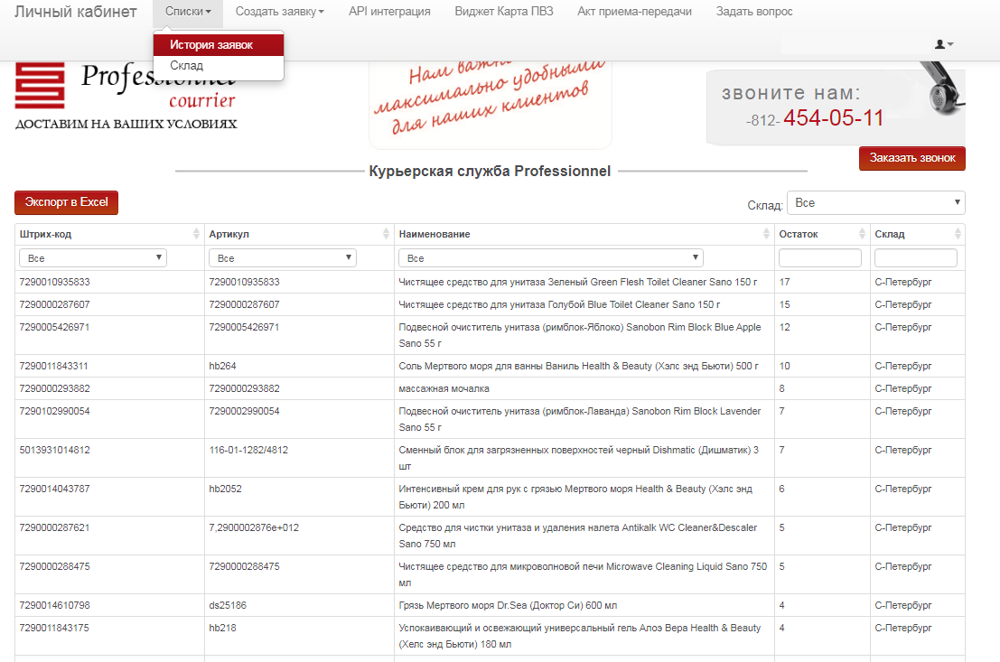 Личный кабинет Списки Создать заявку API интеграция Виджет Карта ПВЗ Акт приема-передачи Задать вопрос
История заявок
Склад
Professionnel
courrier
ДОСТАВИМ НА ВАШИХ УСЛОВИЯХ
Нам
максимально удобными
для наших клиентов
звоните нам:
-812- 454-05-11
Заказать звонок
Курьерская служба Professionnel
Экспорт в Excel
Склад: Все
Штрих-код Артикул Наименование Остаток Склад
Все Все Все
7290010935833 7290010935833 Чистящее средство для унитаза Зеленый Green Flesh Toilet Cleaner Sano 150 г 17 С-Петербург
7290000287607 7290000287607 Чистящее средство для унитаза Голубой Blue Toilet Cleaner Sano 150 г 15 С-Петербург
7290005426971 7290005426971 Подвесной очиститель унитаза (римблок-Яблоко) Sanobon Rim Block Blue Apple 12 С-Петербург
Sano 55 г
7290011843311 hb264 Соль Мертвого моря для ванны Ваниль Health & Beauty (Хэлс энд Бьюти) 500 г 10 С-Петербург
7290000293882 7290000293882 массажная мочалка 8 С-Петербург
7290102990054 7290002990054 Подвесной очиститель унитаза (римблок-Лаванда) Sanobon Rim Block Lavender 7 С-Петербург
Sano 55 г
5013931014812 116-01-1282/4812 Сменный блок для загрязненных поверхностей черный Dishmatic (Дишматик) 3 7 С-Петербург
шт
7290014043787 hb2052 Интенсивный крем для рук с грязью Мертвого моря Health & Beauty (Хэлс энд 6 С-Петербург
Бьюти) 200 мл
7290000287621 7,2900002876e+012 Средство для чистки унитаза и удаления налета Antikalk WC Cleaner&Descaler 5 С-Петербург
Sano 750 мл
7290000288475 7290000288475 Чистящее средство для микроволновой печи Microwave Cleaning Liquid Sano 750 5 С-Петербург
мл
7290014610798 ds25186 Грязь Мертвого моря Dr.Sea (Доктор Си) 600 мл 4 С-Петербург
7290011843175 hb218 Успокаивающий и освежающий универсальный гель Алоэ Вера Health & Beauty 4 С-Петербург
(Хелс энд Бьюти) 180 мл